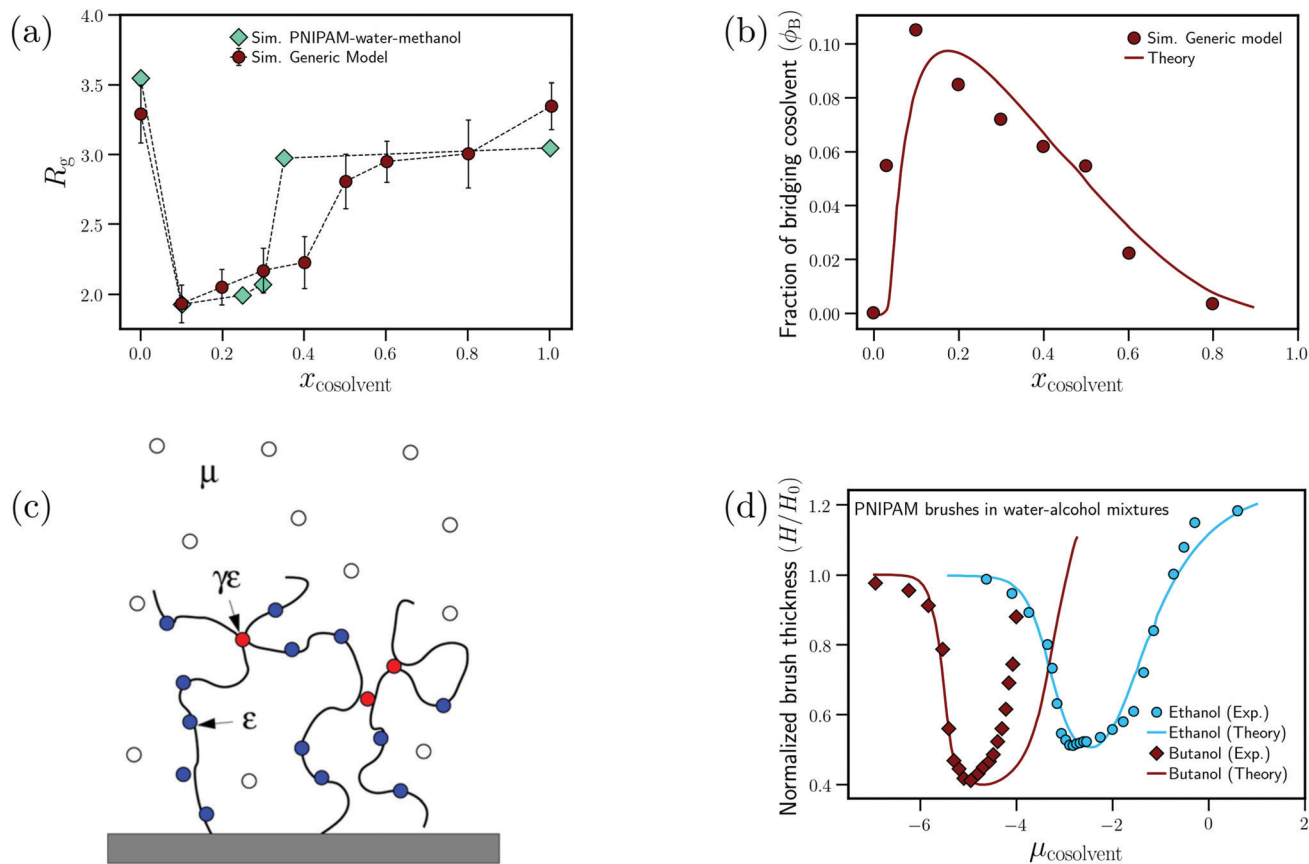 (a)
4.0
3.5
3.0
2.5
2.0
R_g
0.0 0.2 0.4 0.6 0.8 1.0
x_cosolvent
Sim. PNIPAM-water-methanol
Sim. Generic Model
(b)
0.10
0.08
0.06
0.04
0.02
0.00
Fraction of bridging cosolvent (ϕ_B)
0.0 0.2 0.4 0.6 0.8 1.0
x_cosolvent
Sim. Generic model
Theory
(c)
μ
γε
ε
(d)
PNIPAM brushes in water-alcohol mixtures
1.2
1.0
0.8
0.6
0.4
Normalized brush thickness (H/H_0)
−6 −4 −2 0 2
μ_cosolvent
Ethanol (Exp.)
Ethanol (Theory)
Butanol (Exp.)
Butanol (Theory)